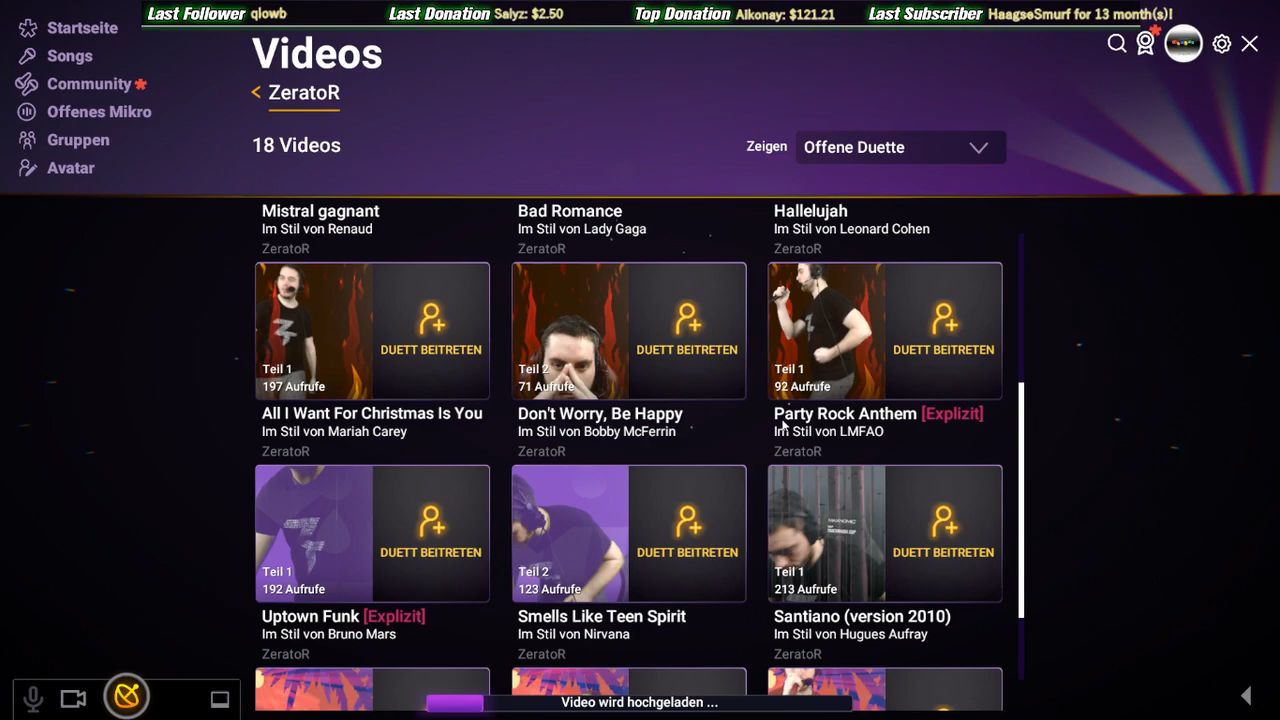 Last Follower qlowb
Last Donation Salyz: $2.50
Top Donation Alkonay: $121.21
Last Subscriber HaagseSmurf for 13 month(s)!
Startseite
Songs
Community *
Offenes Mikro
Gruppen
Avatar
Videos
< ZeratoR
18 Videos
Zeigen Offene Duette
Mistral gagnant
Im Stil von Renaud
ZeratoR
Bad Romance
Im Stil von Lady Gaga
ZeratoR
Hallelujah
Im Stil von Leonard Cohen
ZeratoR
DUETT BEITRETEN
Teil 1
197 Aufrufe
All I Want For Christmas Is You
Im Stil von Mariah Carey
ZeratoR
DUETT BEITRETEN
Teil 2
71 Aufrufe
Don't Worry, Be Happy
Im Stil von Bobby McFerrin
ZeratoR
DUETT BEITRETEN
Teil 1
92 Aufrufe
Party Rock Anthem [Explizit]
Im Stil von LMFAO
ZeratoR
DUETT BEITRETEN
Teil 1
192 Aufrufe
Uptown Funk [Explizit]
Im Stil von Bruno Mars
ZeratoR
DUETT BEITRETEN
Teil 2
123 Aufrufe
Smells Like Teen Spirit
Im Stil von Nirvana
ZeratoR
DUETT BEITRETEN
Teil 1
213 Aufrufe
Santiano (version 2010)
Im Stil von Hugues Aufray
ZeratoR
Video wird hochgeladen ...